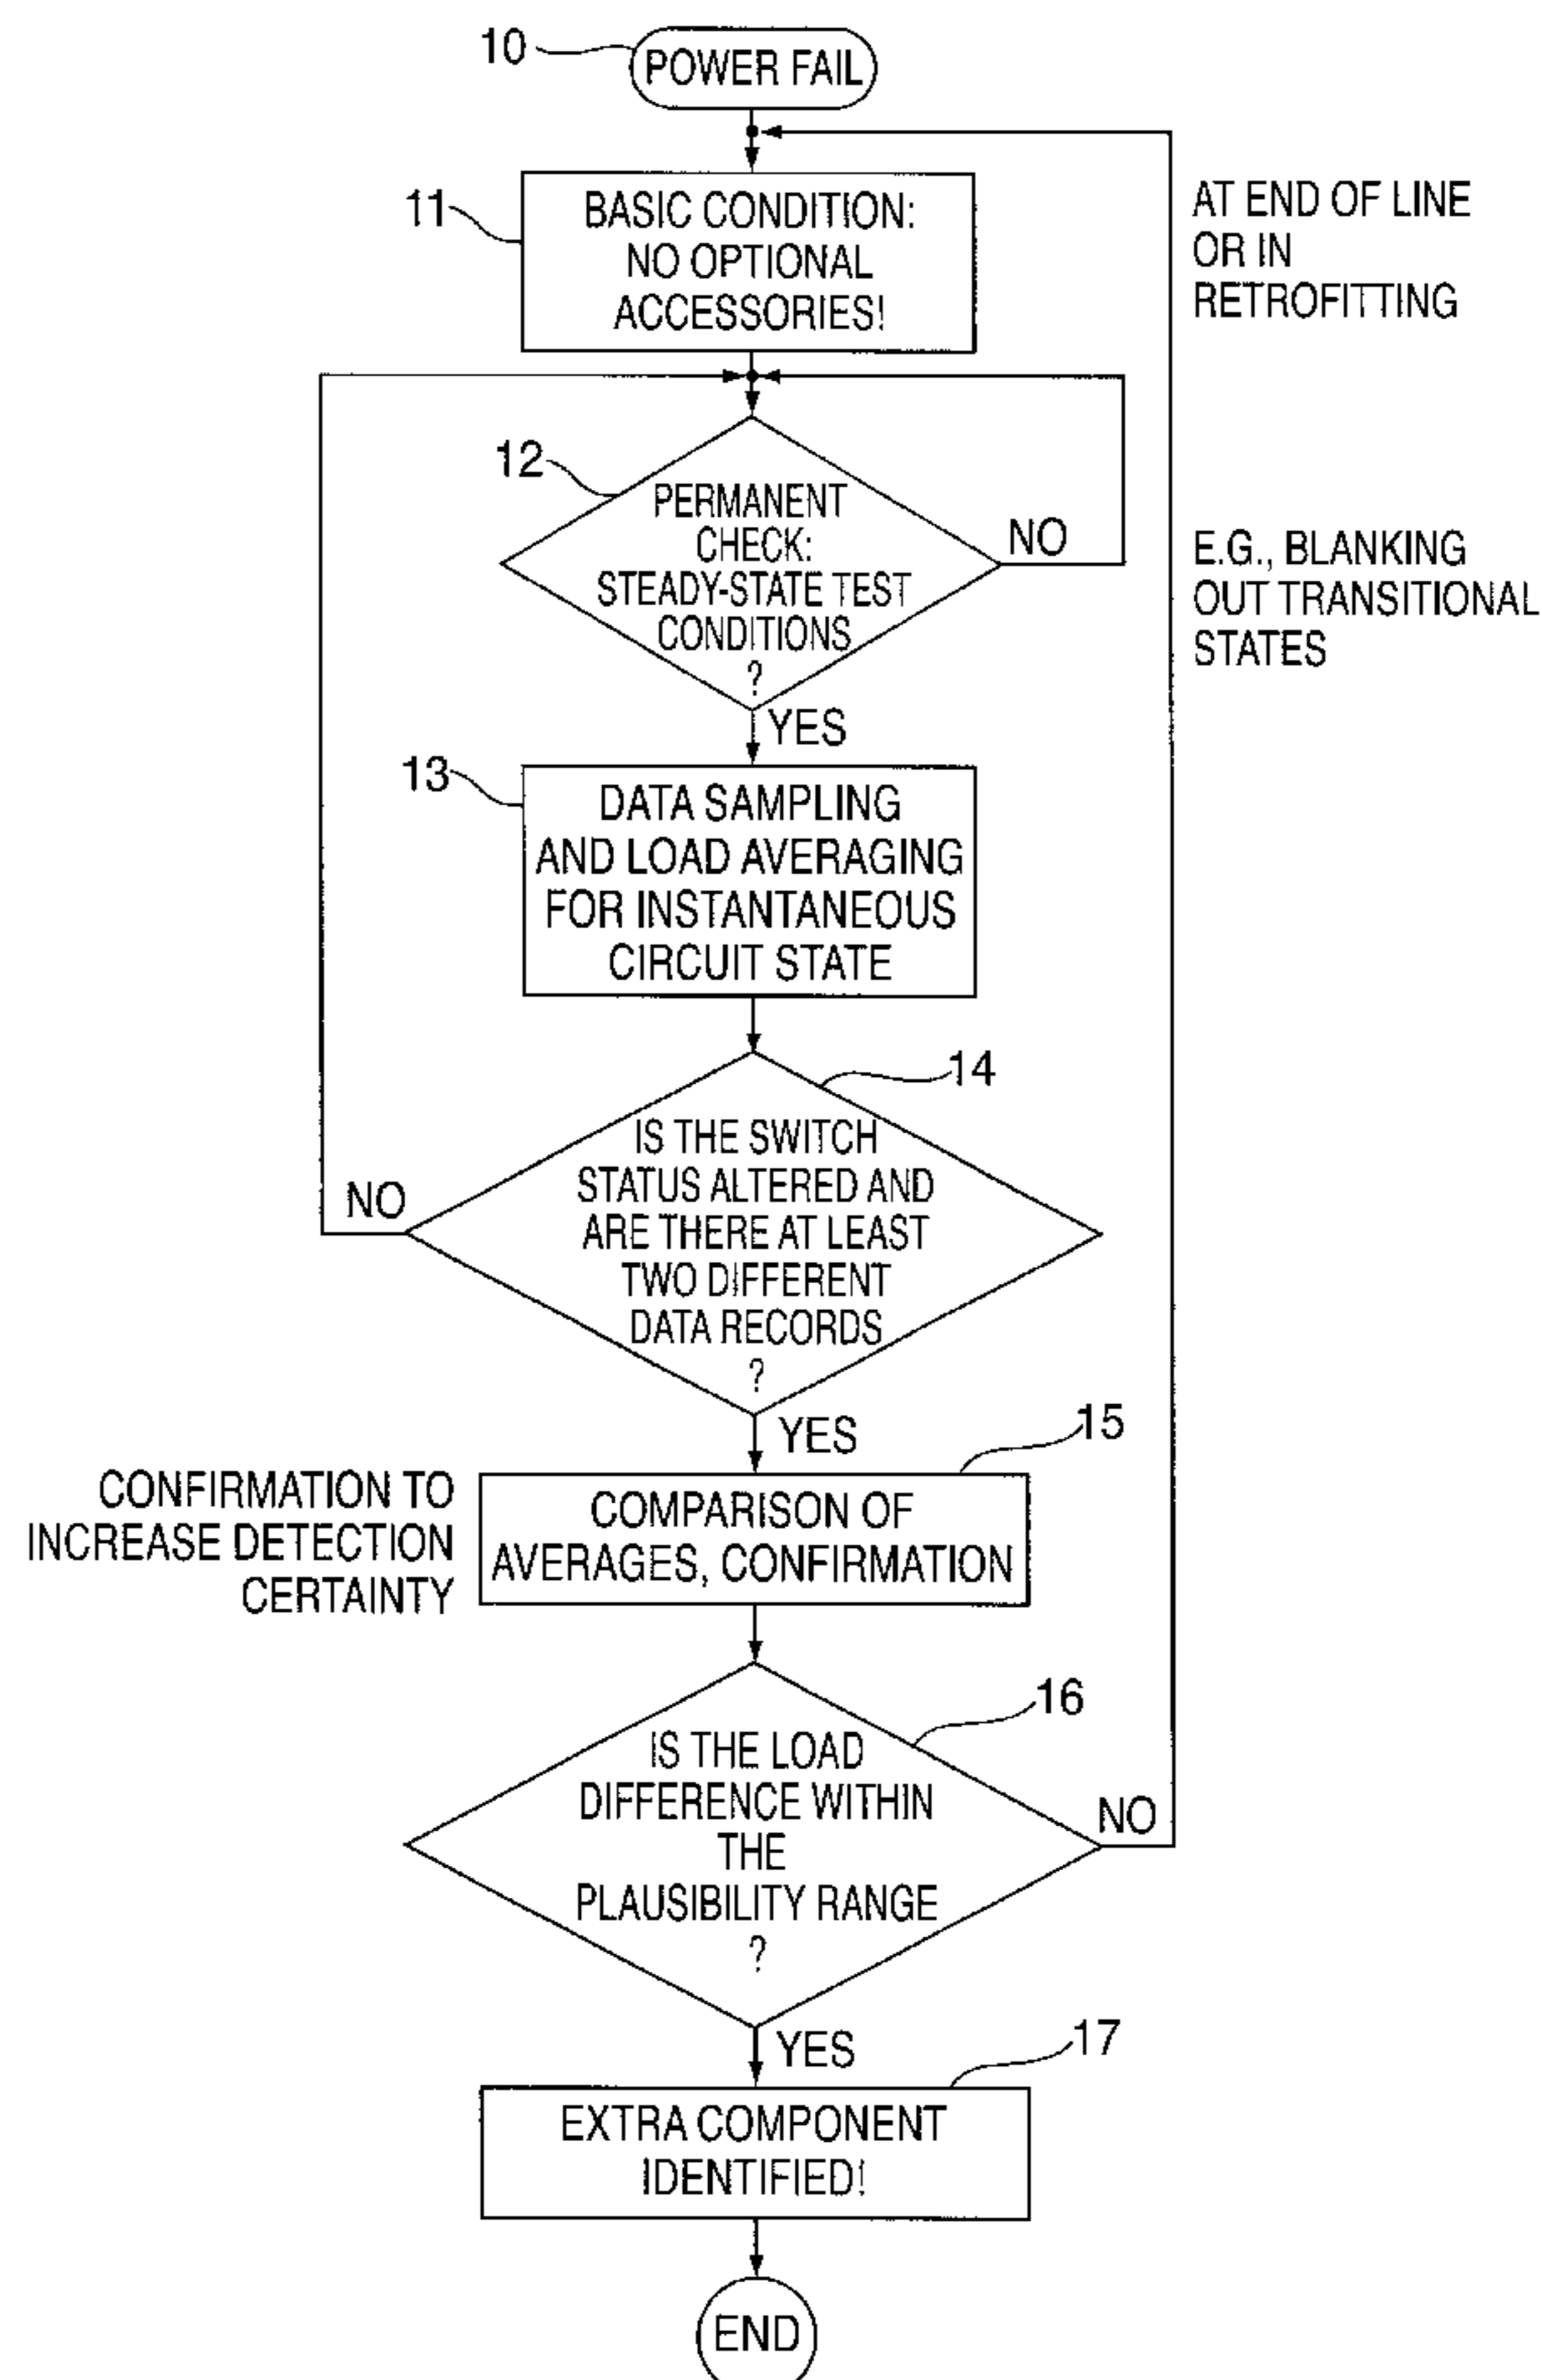 10
POWER FAIL
11
BASIC CONDITION:
NO OPTIONAL
ACCESSORIES!
AT END OF LINE
OR IN
RETROFITTING
12
PERMANENT
CHECK:
STEADY-STATE TEST
CONDITIONS
?
NO
E.G., BLANKING
OUT TRANSITIONAL
STATES
YES
13
DATA SAMPLING
AND LOAD AVERAGING
FOR INSTANTANEOUS
CIRCUIT STATE
14
IS THE SWITCH
STATUS ALTERED AND
ARE THERE AT LEAST
TWO DIFFERENT
DATA RECORDS
?
NO
YES
15
CONFIRMATION TO
INCREASE DETECTION
CERTAINTY
COMPARISON OF
AVERAGES, CONFIRMATION
16
IS THE LOAD
DIFFERENCE WITHIN
THE
PLAUSIBILITY RANGE
?
NO
YES
17
EXTRA COMPONENT
IDENTIFIED!
END